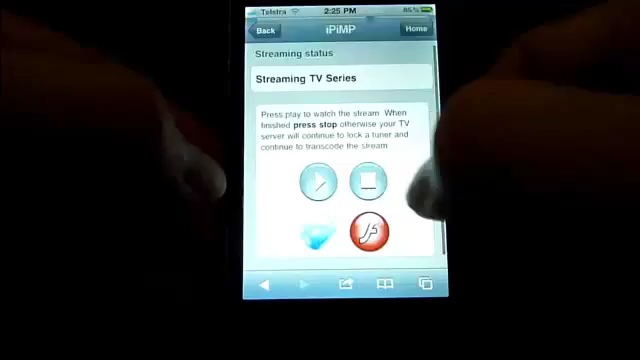 Telstra 2:25 PM 85%
Back iPiMP Home
Streaming status
Streaming TV Series
Press play to watch the stream. When
finished press stop otherwise your TV
server will continue to lock a tuner and
continue to transcode the stream.